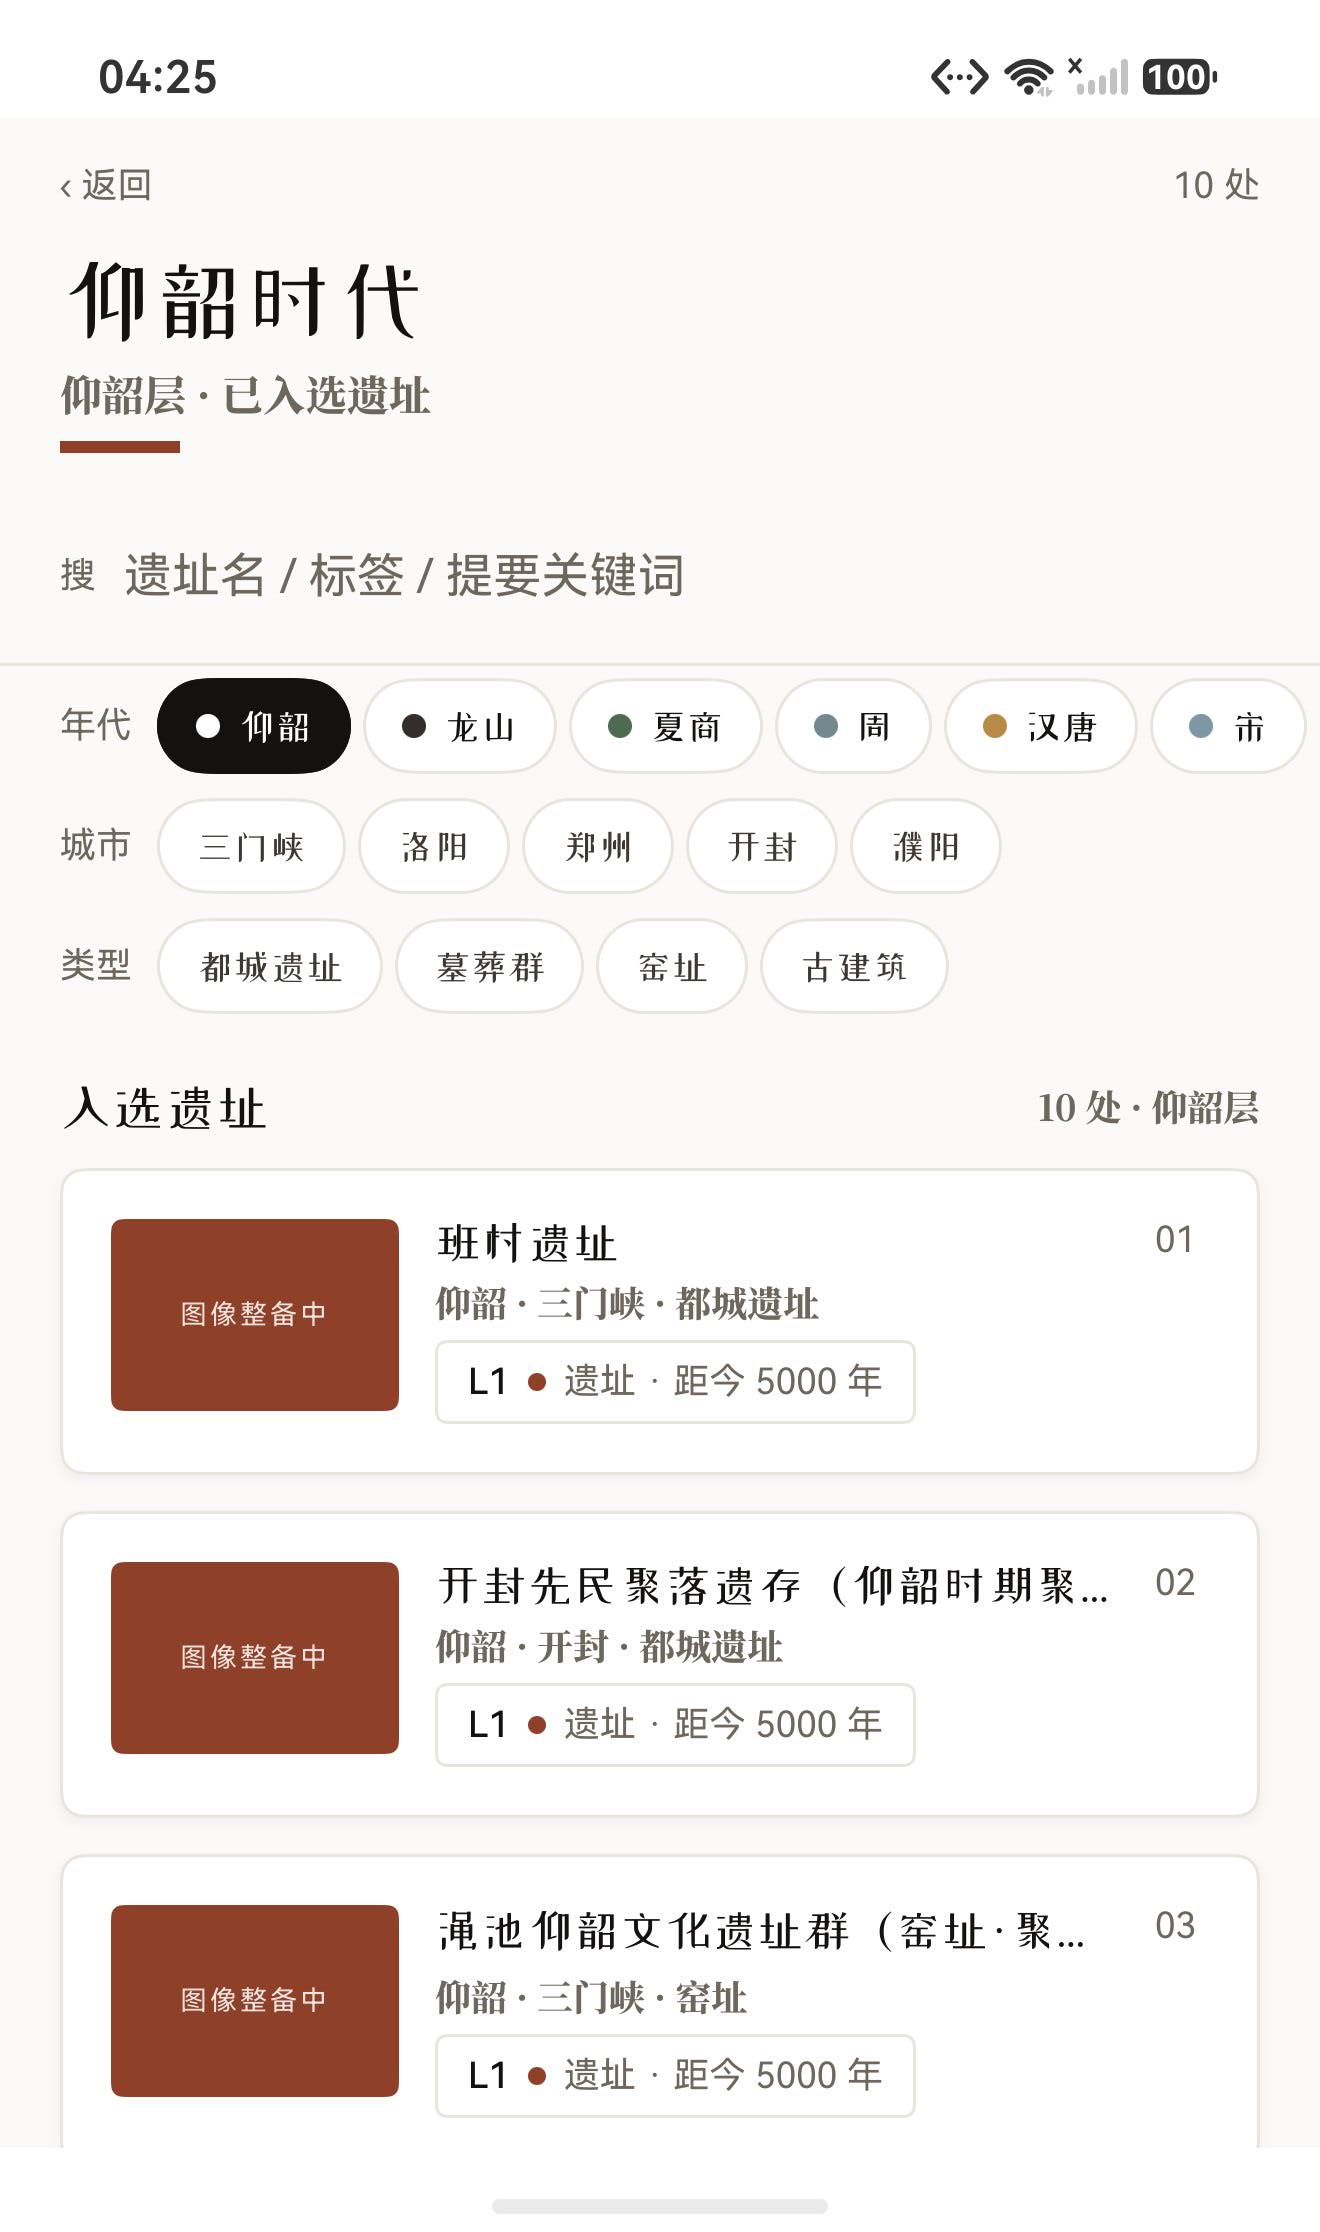 04:25 100
‹ 返回 10 处
仰韶时代
仰韶层 · 已入选遗址
搜 遗址名 / 标签 / 提要关键词
年代 仰韶 龙山 夏商 周 汉唐
城市 三门峡 洛阳 郑州 开封 濮阳
类型 都城遗址 墓葬群 窑址 古建筑
入选遗址 10 处 · 仰韶层
班村遗址 01
图像整备中
仰韶 · 三门峡 · 都城遗址
L1 遗址 · 距今 5000 年
开封先民聚落遗存（仰韶时期聚... 02
图像整备中
仰韶 · 开封 · 都城遗址
L1 遗址 · 距今 5000 年
渑池仰韶文化遗址群（窑址·聚... 03
图像整备中
仰韶 · 三门峡 · 窑址
L1 遗址 · 距今 5000 年